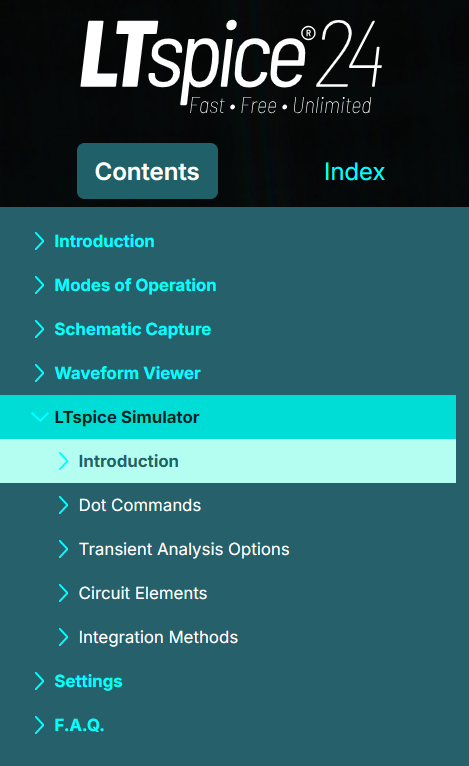 LTspice®24
Fast • Free • Unlimited
Contents Index
Introduction
Modes of Operation
Schematic Capture
Waveform Viewer
LTspice Simulator
Introduction
Dot Commands
Transient Analysis Options
Circuit Elements
Integration Methods
Settings
F.A.Q.